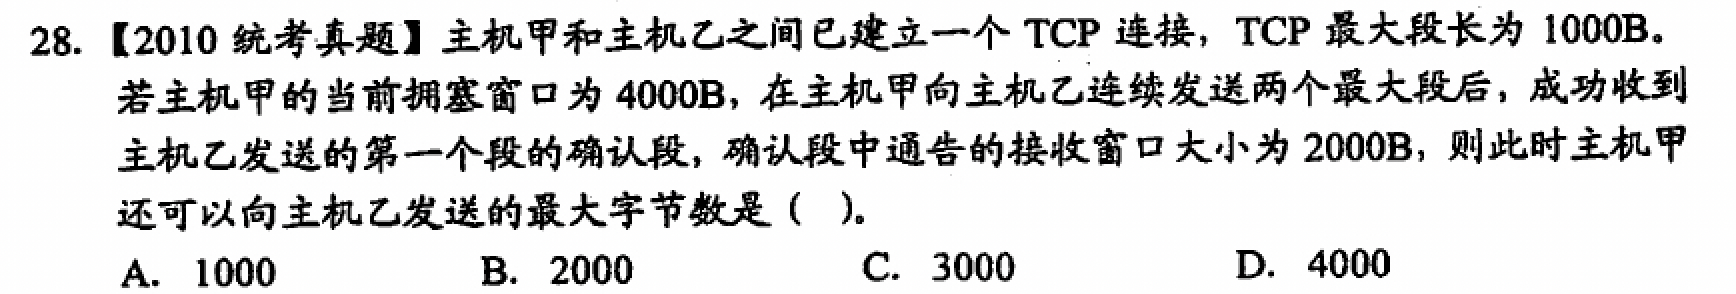 28.【2010 统考真题】主机甲和主机乙之间已建立一个 TCP 连接，TCP 最大段长为 1000B。
若主机甲的当前拥塞窗口为 4000B，在主机甲向主机乙连续发送两个最大段后，成功收到
主机乙发送的第一个段的确认段，确认段中通告的接收窗口大小为 2000B，则此时主机甲
还可以向主机乙发送的最大字节数是（ ）。
A. 1000 B. 2000 C. 3000 D. 4000